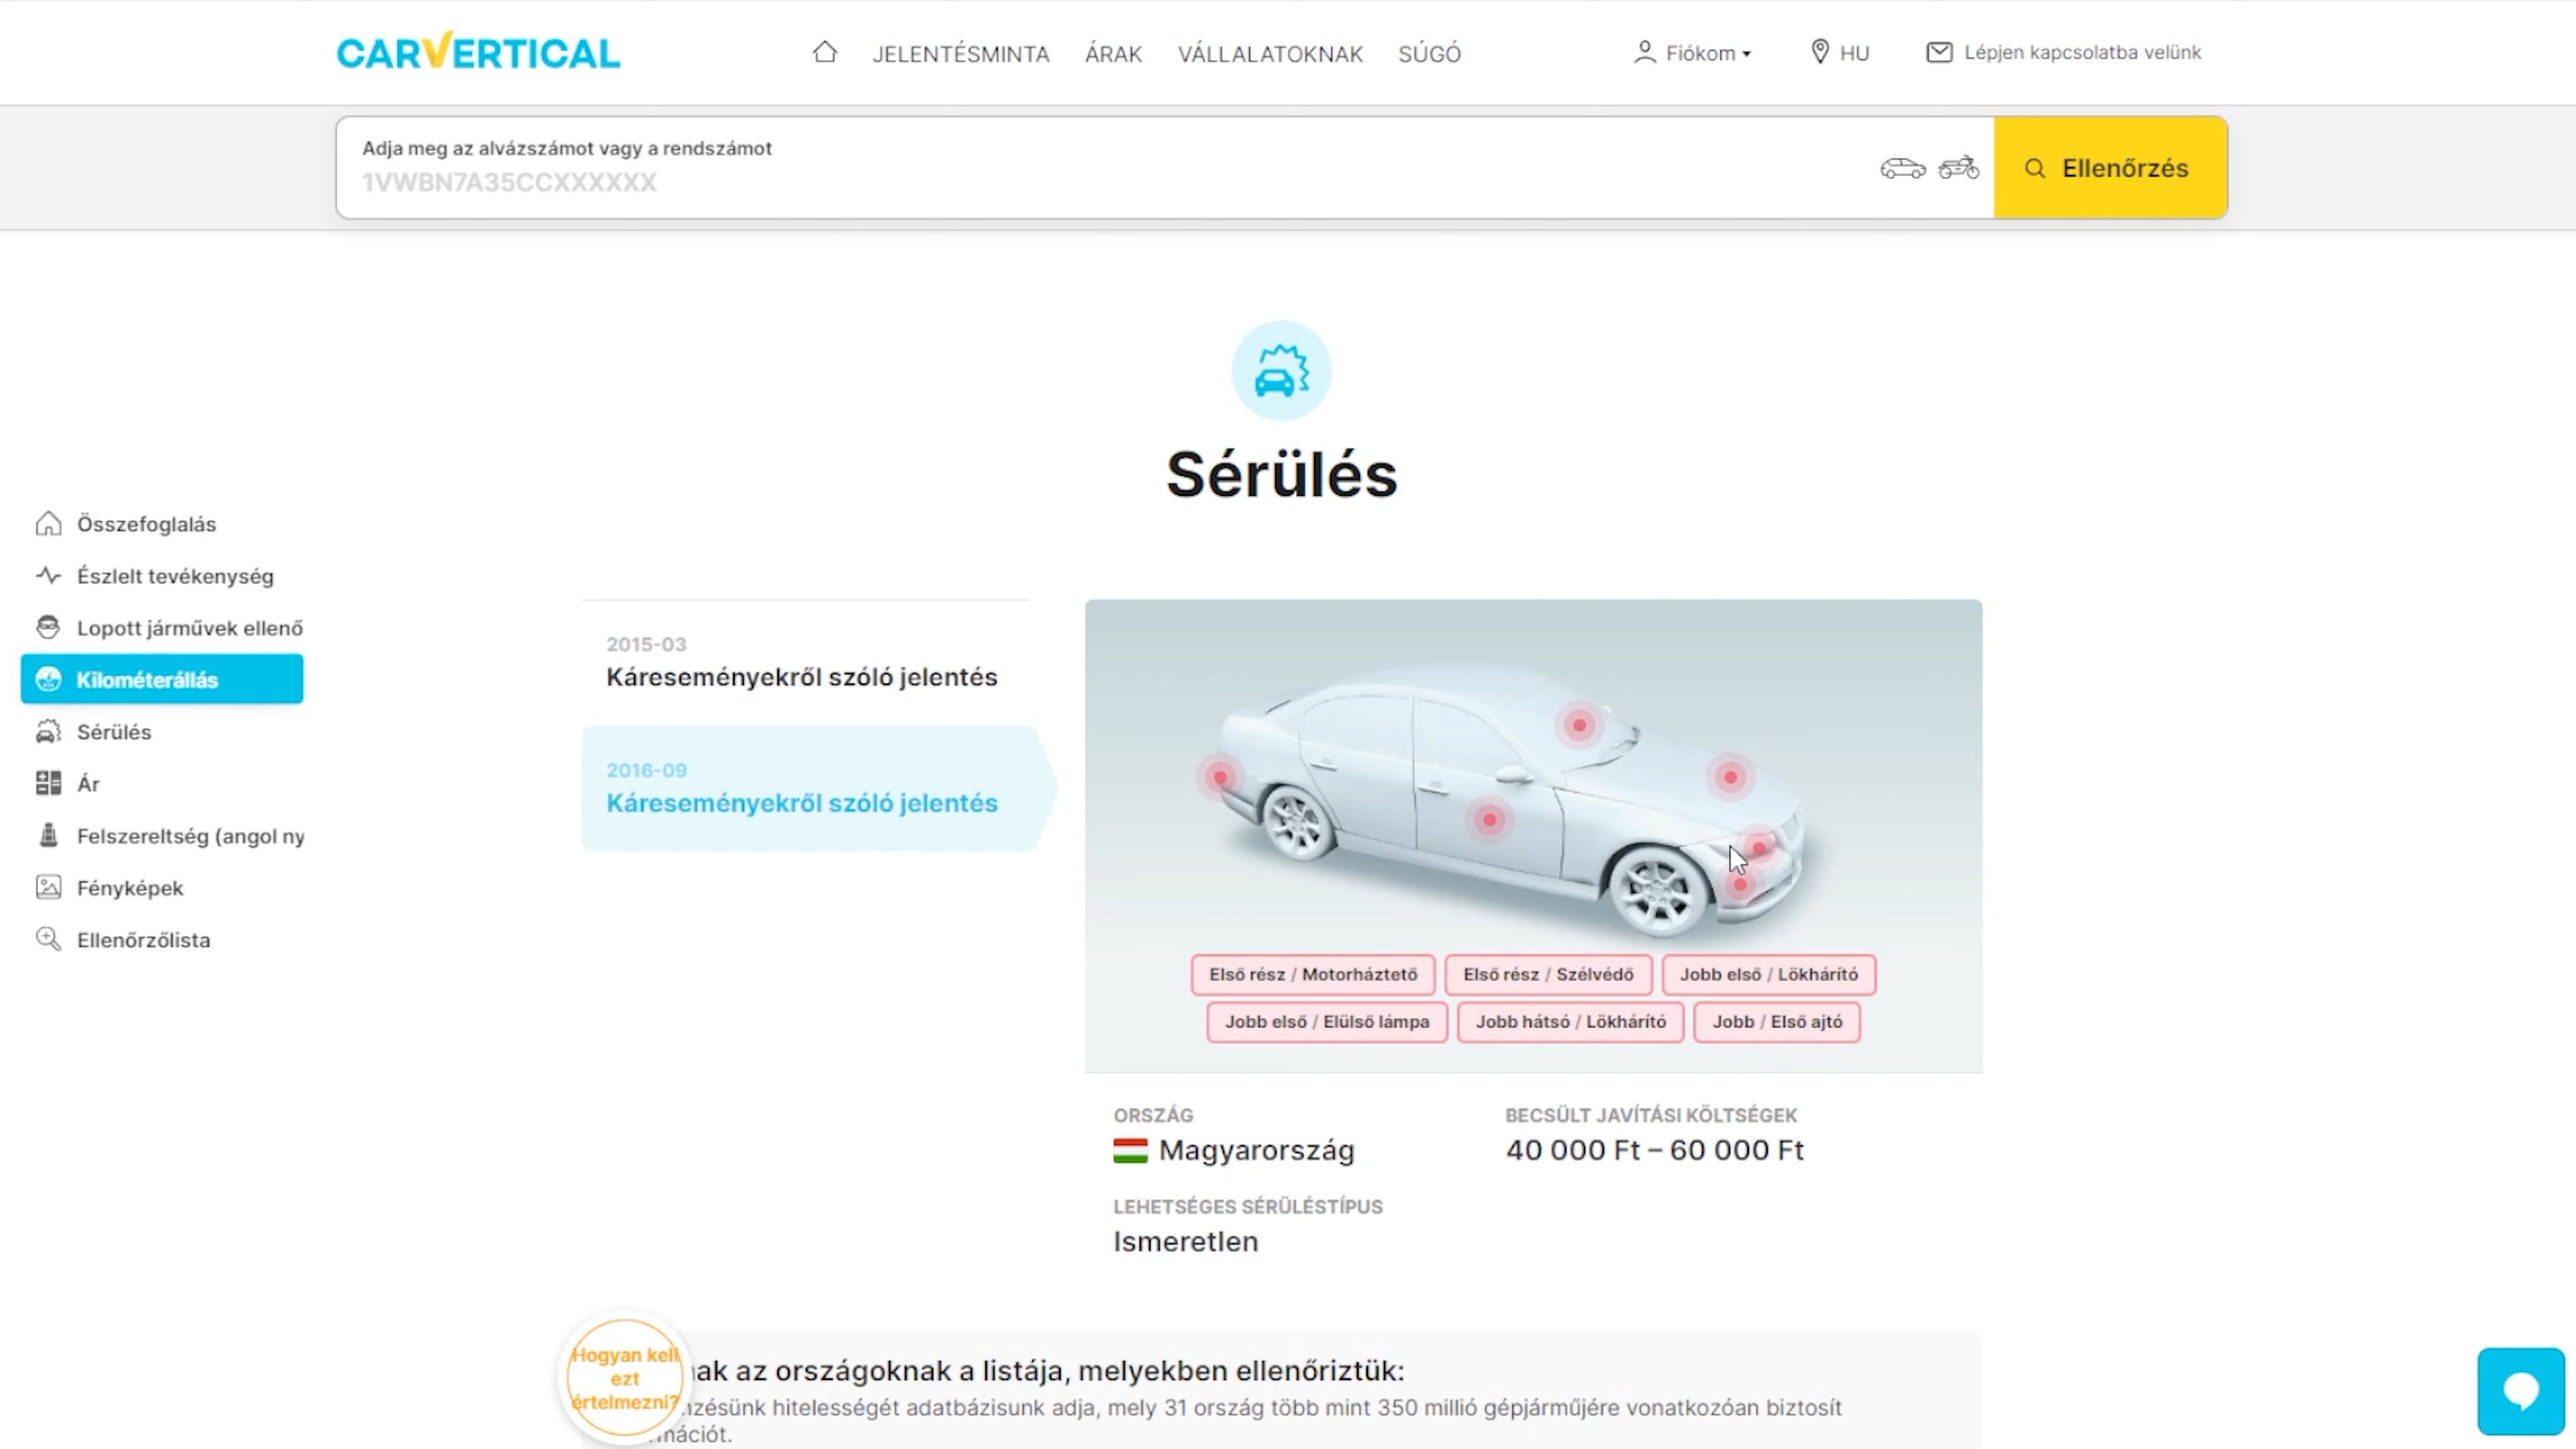 CARVERTICAL
JELENTÉSMINTA
ÁRAK
VÁLLALATOKNAK
SÚGÓ
Fiókom
HU
Lépjen kapcsolatba velünk
Adja meg az alvázszámot vagy a rendszámot
1VWBN7A35CCXXXXXX
Ellenőrzés
Sérülés
Összefoglalás
Észlelt tevékenység
Lopott járművek ellenő
Kilométerállás
Sérülés
Ár
Felszereltség (angol ny
Fényképek
Ellenőrzőlista
2015-03
Káreseményekről szóló jelentés
2016-09
Káreseményekről szóló jelentés
Első rész / Motorháztető
Első rész / Szélvédő
Jobb első / Lökhárító
Jobb első / Elülső lámpa
Jobb hátsó / Lökhárító
Jobb / Első ajtó
ORSZÁG
Magyarország
BECSÜLT JAVÍTÁSI KÖLTSÉGEK
40 000 Ft – 60 000 Ft
LEHETSÉGES SÉRÜLÉSTÍPUS
Ismeretlen
Hogyan kell
ezt
értelmezni?
nak az országoknak a listája, melyekben ellenőriztük:
nzésünk hitelességét adatbázisunk adja, mely 31 ország több mint 350 millió gépjárműjére vonatkozóan biztosít
mációt.